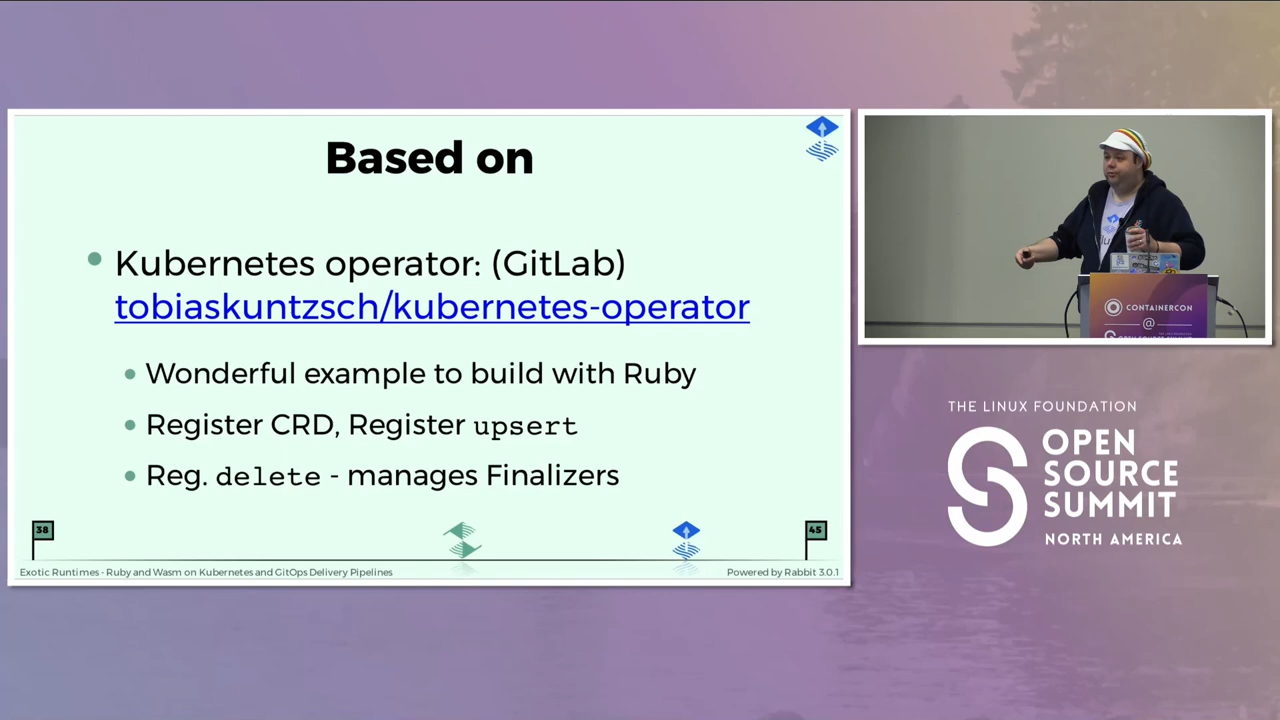 Based on
Kubernetes operator: (GitLab)
tobiaskuntzsch/kubernetes-operator
Wonderful example to build with Ruby
Register CRD, Register upsert
Reg. delete - manages Finalizers
38
45
Exotic Runtimes - Ruby and Wasm on Kubernetes and GitOps Delivery Pipelines
Powered by Rabbit 3.0.1
CONTAINERCON
@
THE LINUX FOUNDATION
OPEN
SOURCE
SUMMIT
NORTH AMERICA